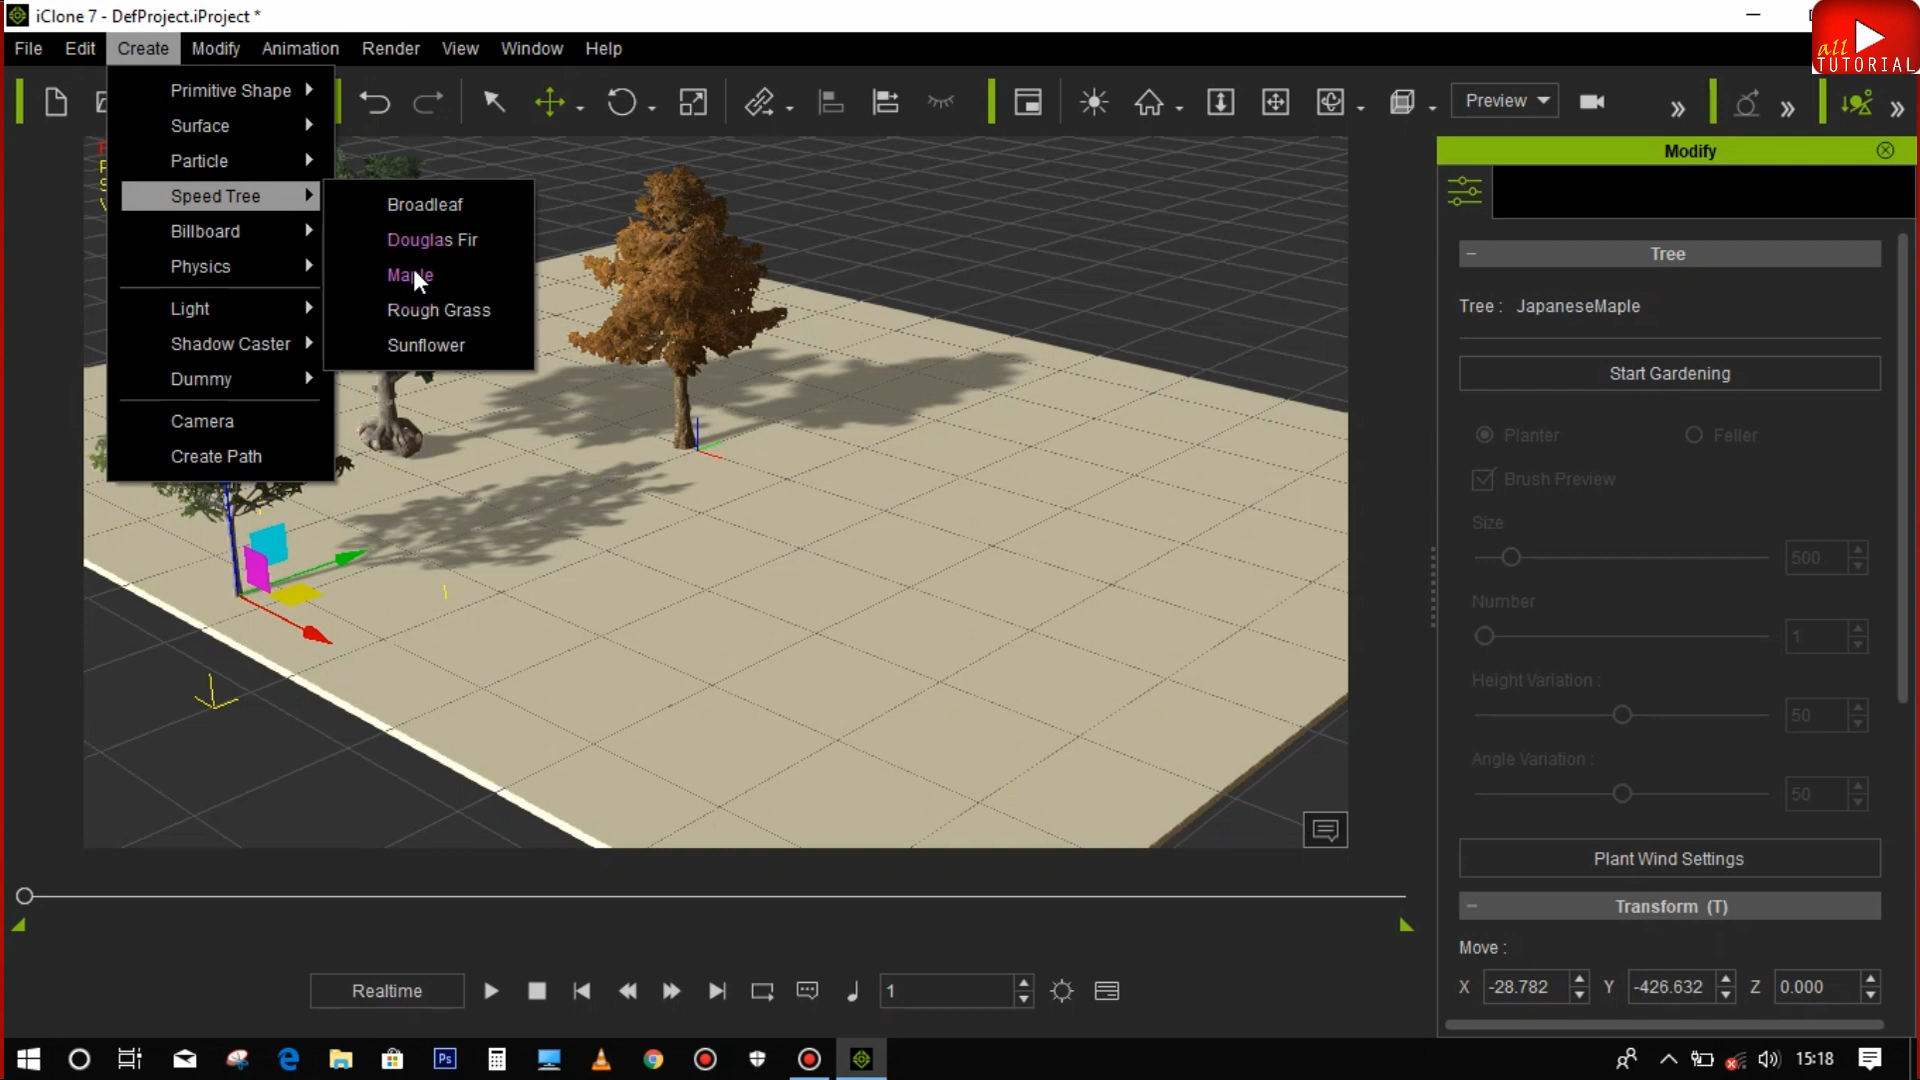 iClone 7 - DefProject.iProject *
all
TUTORIAL
File Edit Create Modify Animation Render View Window Help
Preview
Primitive Shape
Surface
Particle
Speed Tree
Billboard
Physics
Light
Shadow Caster
Dummy
Camera
Create Path
Broadleaf
Douglas Fir
Maple
Rough Grass
Sunflower
Modify
Tree
Tree : JapaneseMaple
Start Gardening
Planter Feller
Brush Preview
Size
500
Number
1
Height Variation :
50
Angle Variation :
50
Plant Wind Settings
Transform (T)
Move :
X -28.782 Y -426.632 Z 0.000
Realtime 1
Ps
15:18